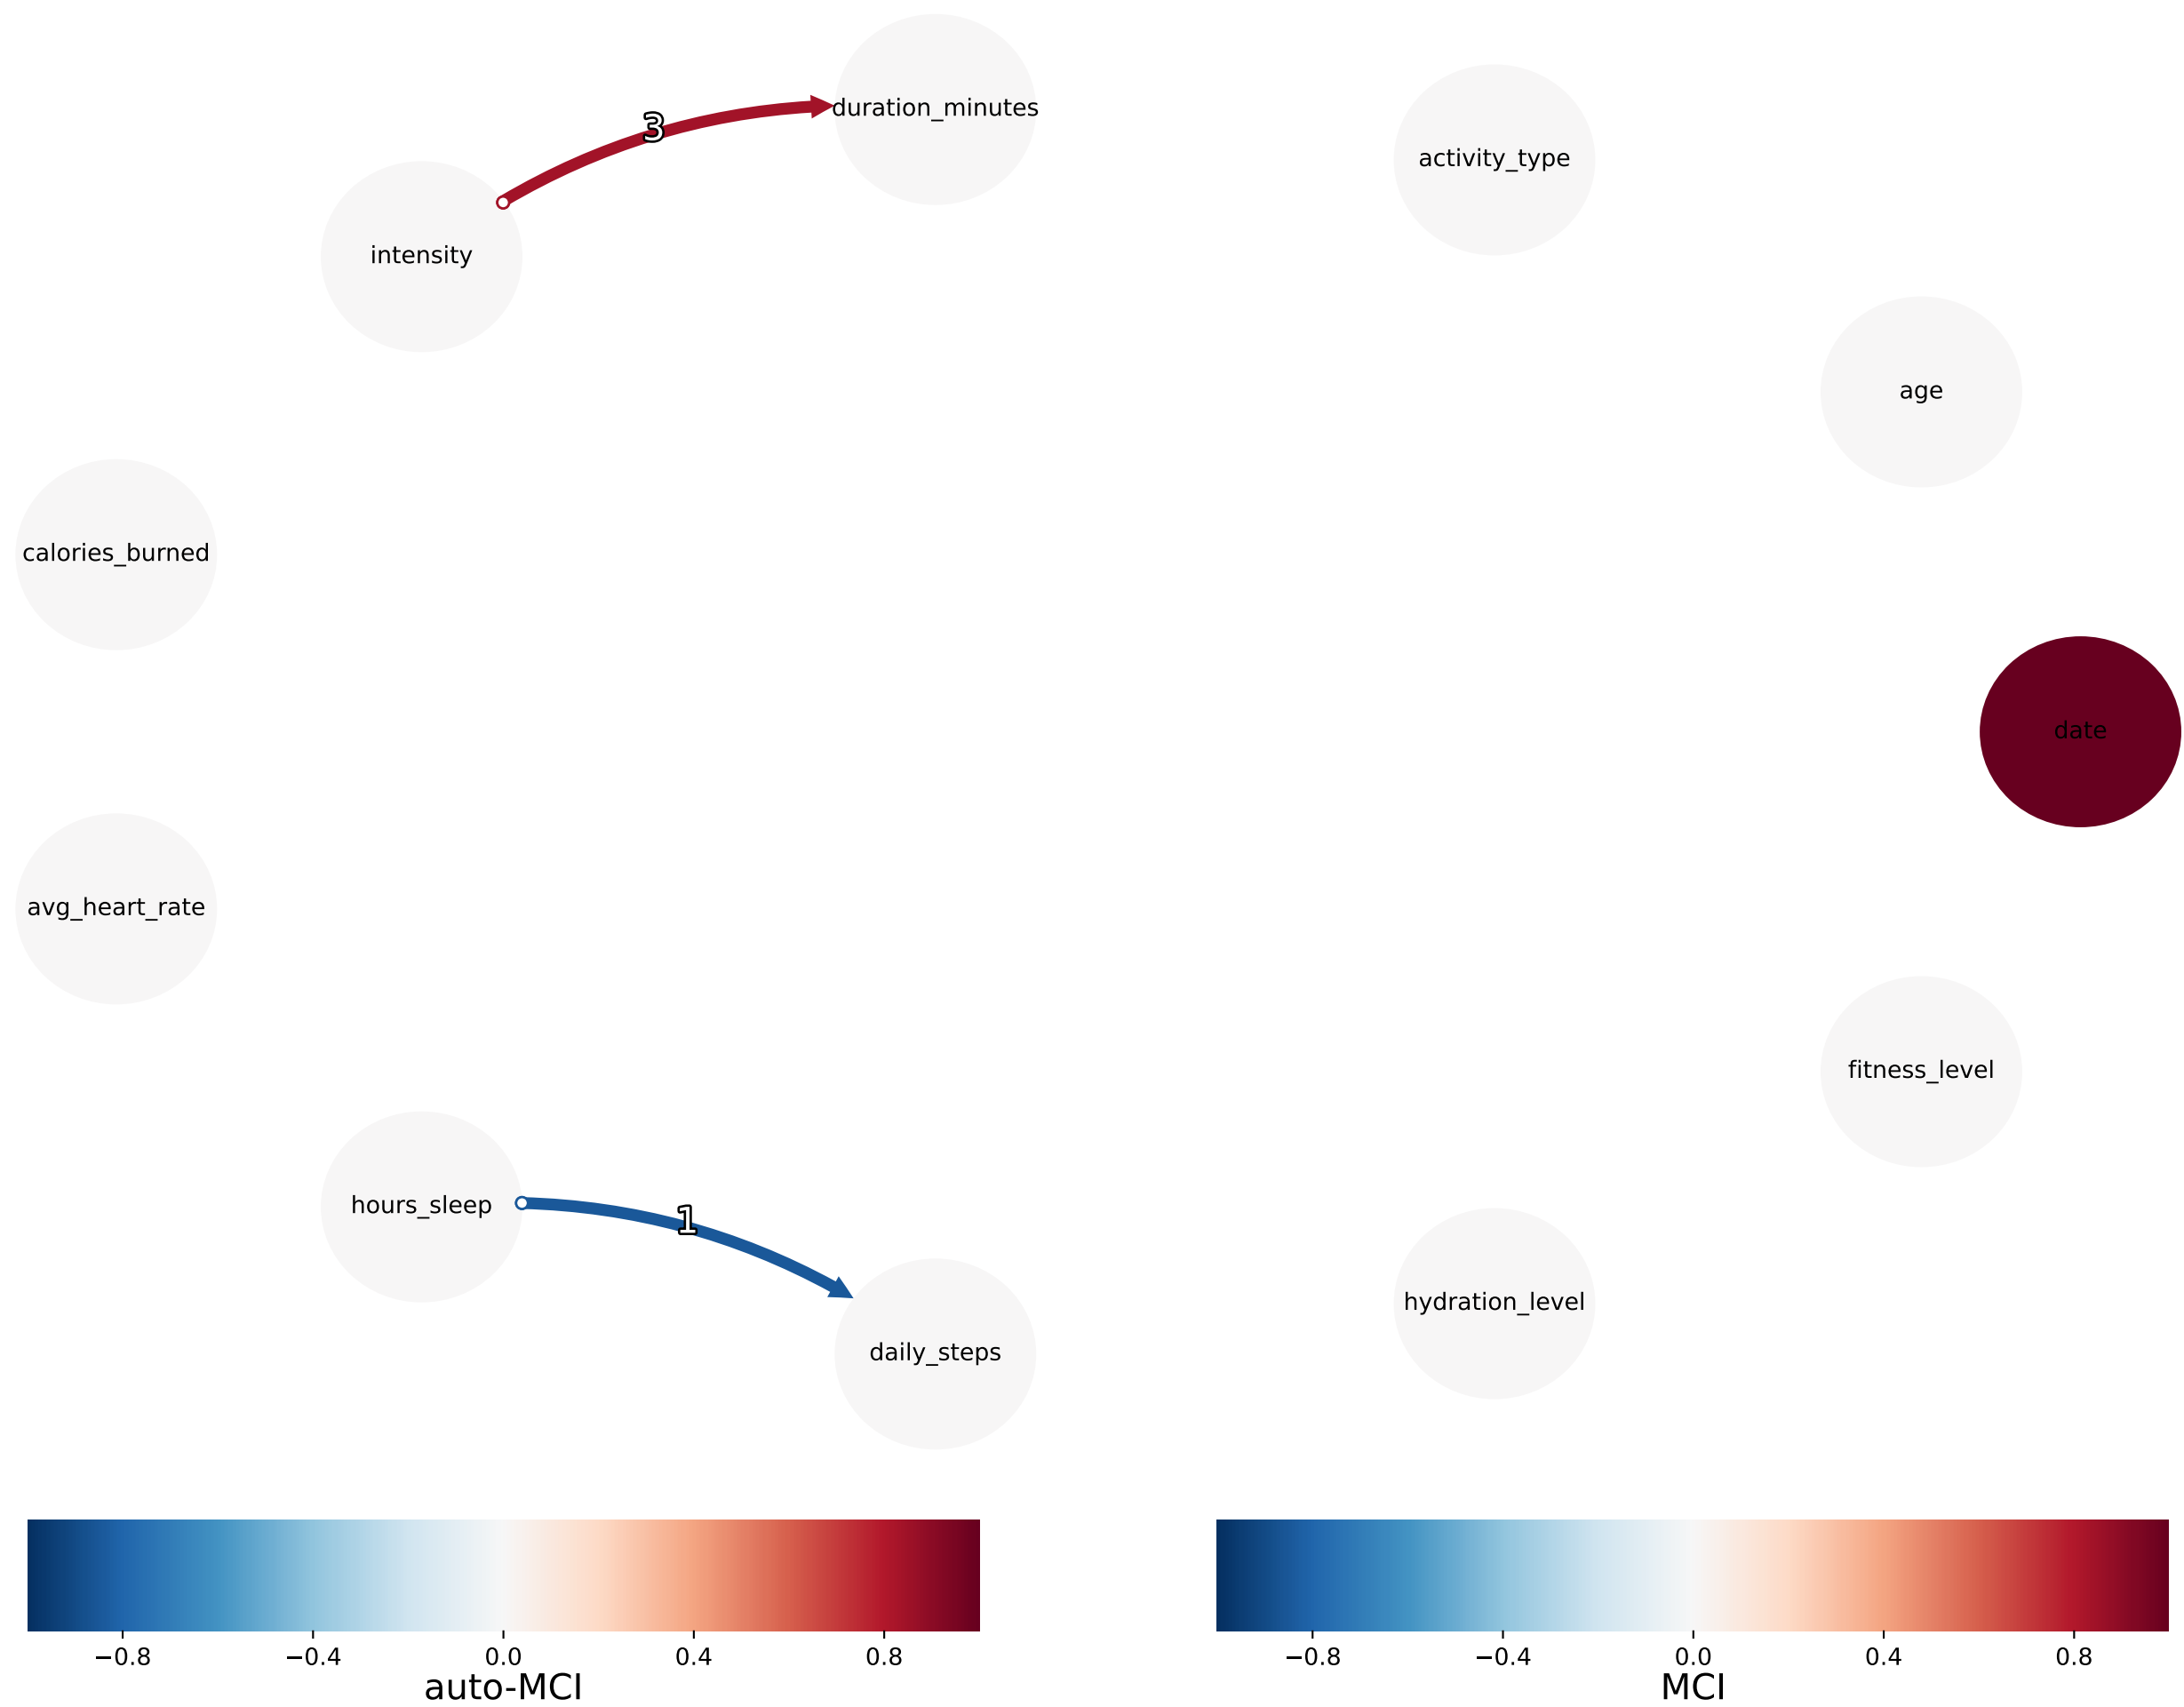 duration_minutes
3
activity_type
intensity
age
calories_burned
date
avg_heart_rate
fitness_level
hours_sleep
1
hydration_level
daily_steps
−0.8 −0.4 0.0 0.4 0.8
auto-MCI
−0.8 −0.4 0.0 0.4 0.8
MCI